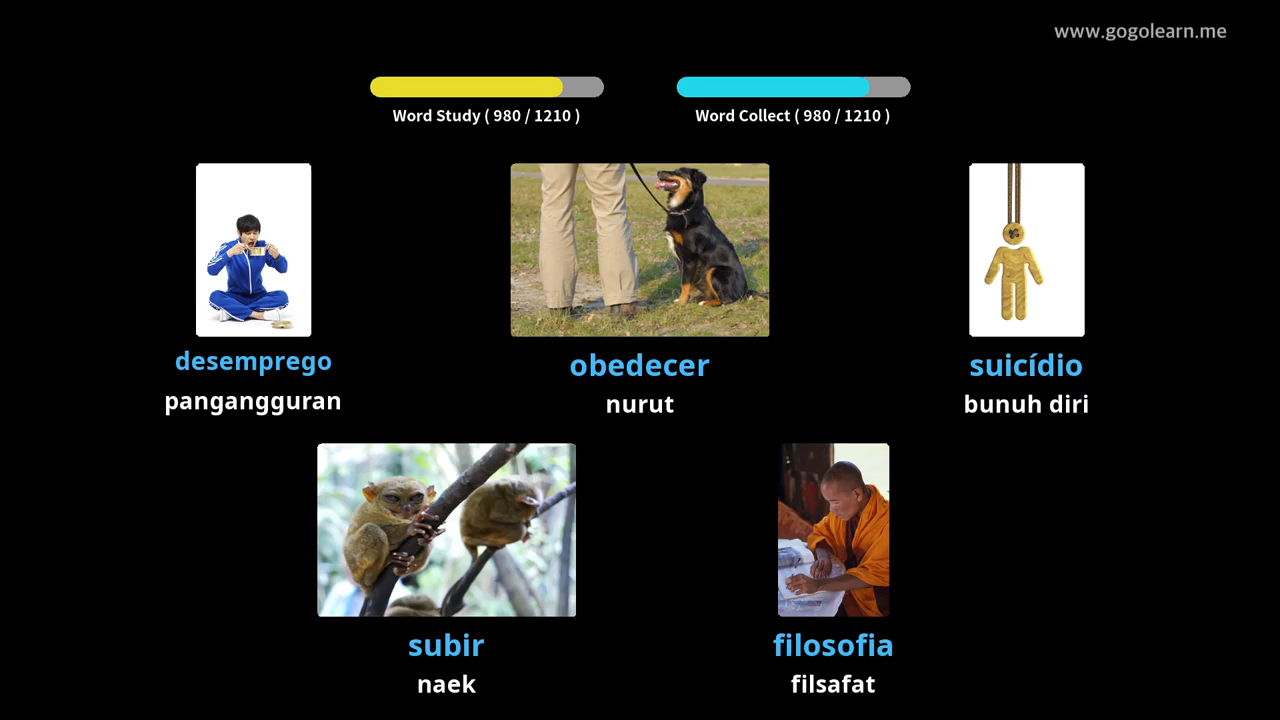 www.gogolearn.me
Word Study ( 980 / 1210 )
Word Collect ( 980 / 1210 )
desemprego
pangangguran
obedecer
nurut
suicídio
bunuh diri
subir
naek
filosofia
filsafat